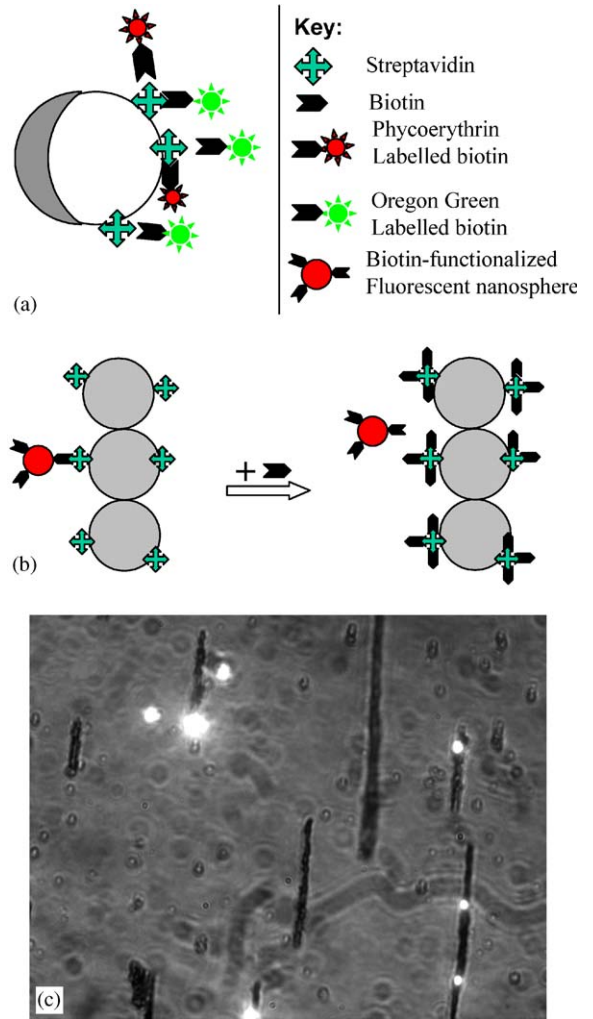 Key:
Streptavidin
Biotin
Phycoerythrin
Labelled biotin
Oregon Green
Labelled biotin
Biotin-functionalized
Fluorescent nanosphere
(a)
+
(b)
(c)